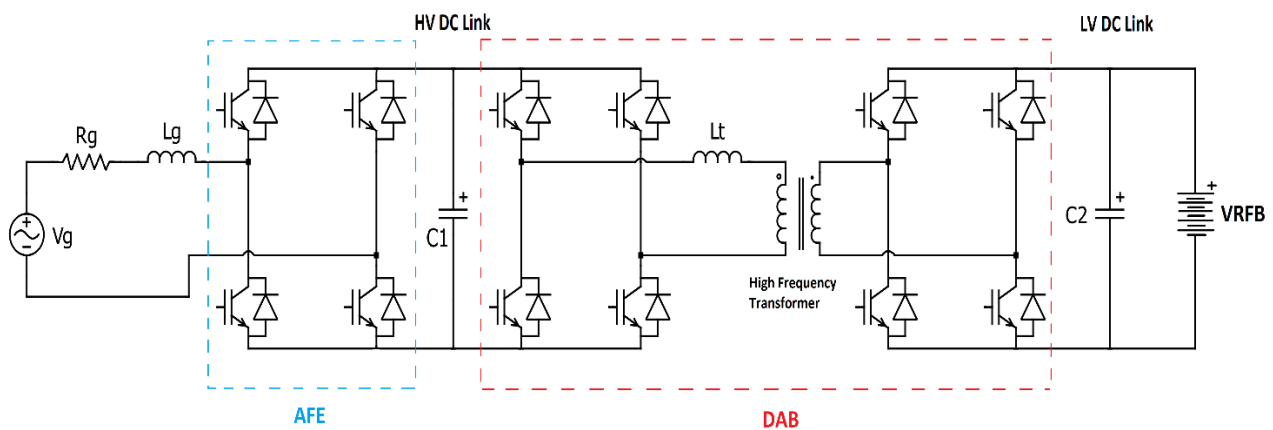 HV DC Link
LV DC Link
Rg
Lg
Lt
+
Vg
C1
+
High Frequency
Transformer
C2
+
+
VRFB
AFE
DAB